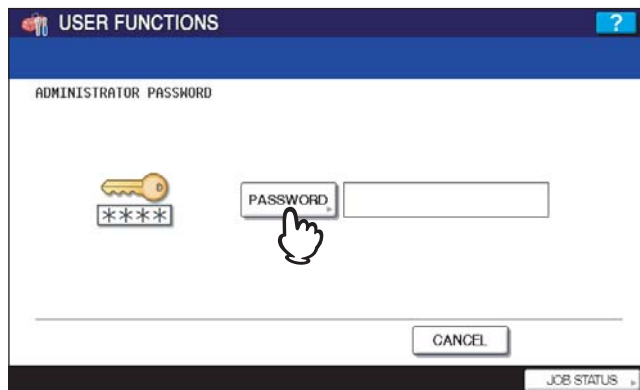 USER FUNCTIONS
?
ADMINISTRATOR PASSWORD
PASSWORD
****
CANCEL
JOB STATUS